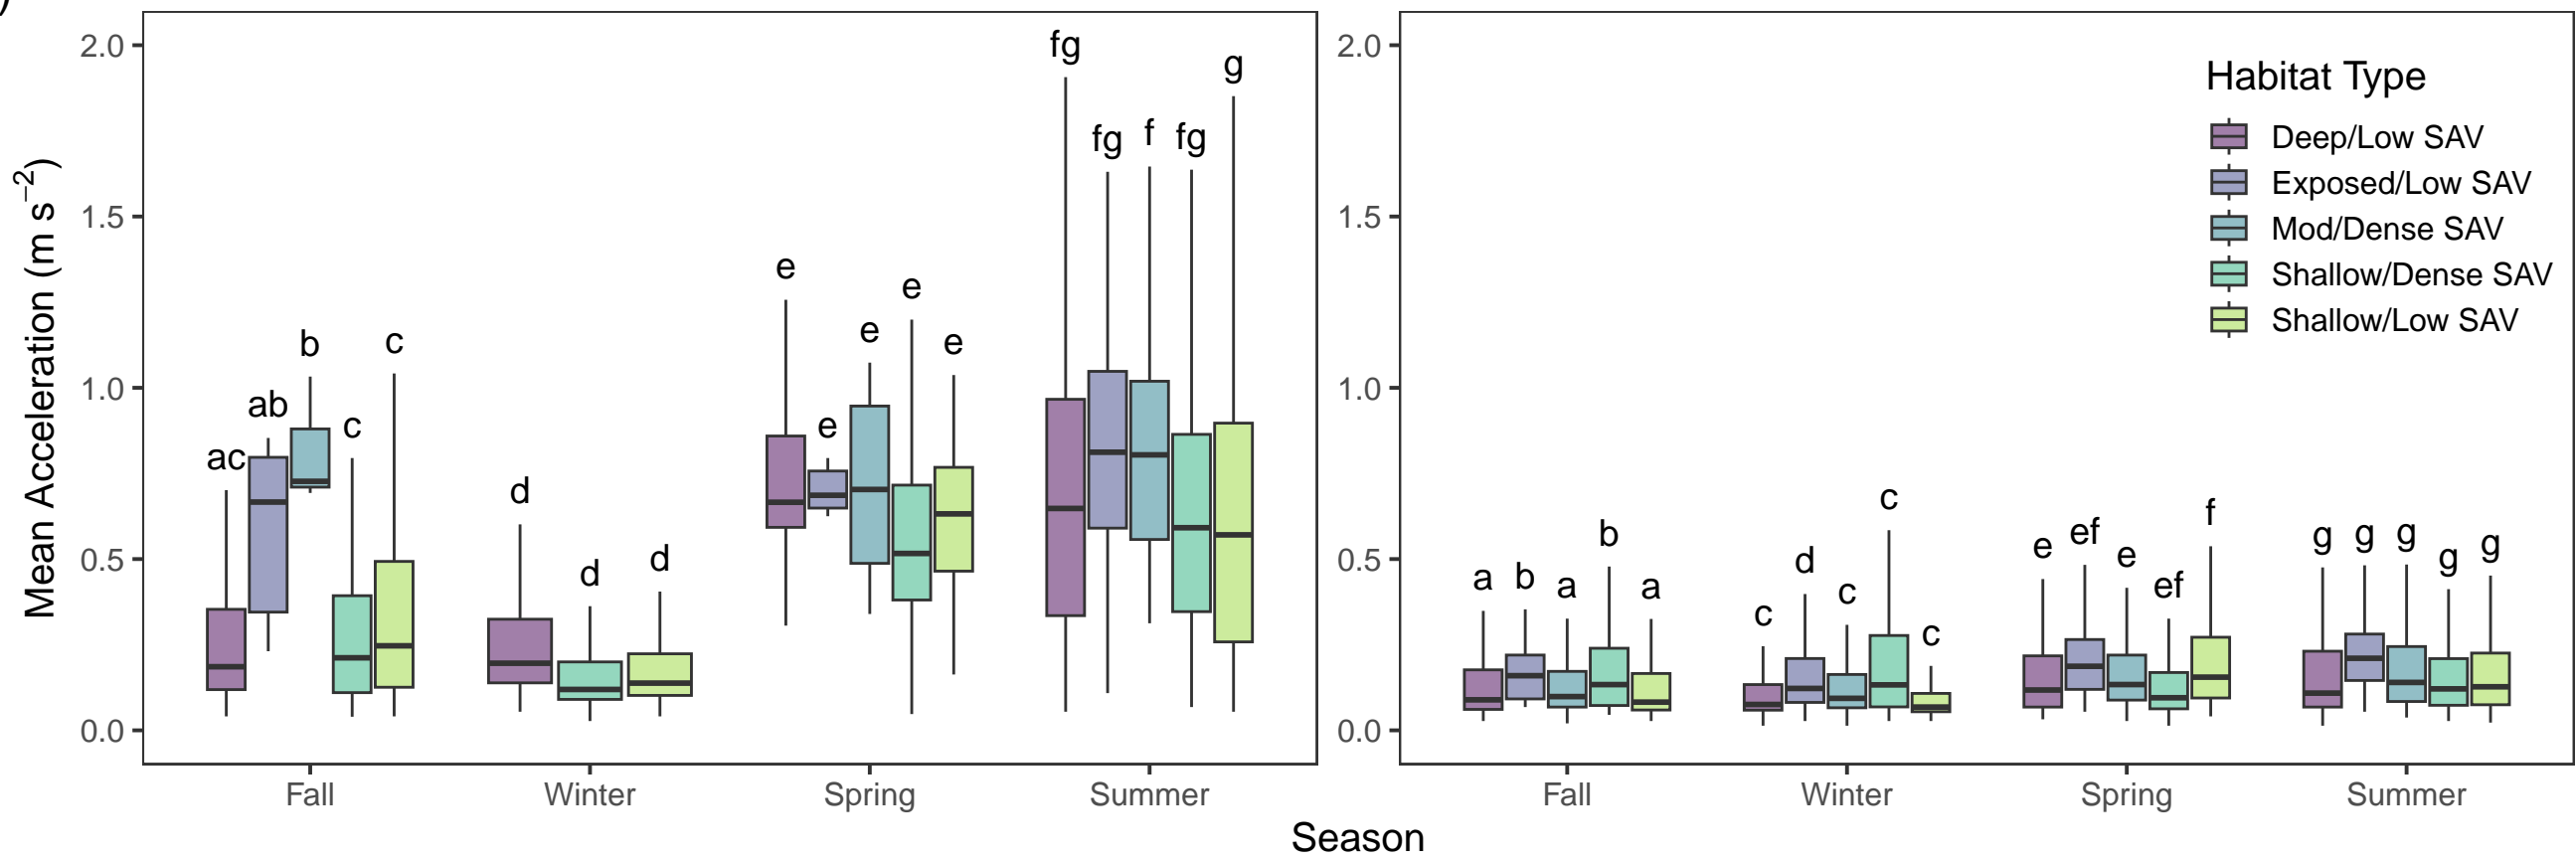 )
Mean Acceleration (m s⁻²)
2.0
1.5
1.0
0.5
0.0
ac
ab
b
c
c
d
d
d
e
e
e
e
e
fg
fg
f
fg
g
Fall
Winter
Spring
Summer
2.0
1.5
1.0
0.5
0.0
a
b
a
b
a
c
d
c
c
c
e
ef
e
ef
f
g
g
g
g
g
Habitat Type
Deep/Low SAV
Exposed/Low SAV
Mod/Dense SAV
Shallow/Dense SAV
Shallow/Low SAV
Fall
Winter
Spring
Summer
Season